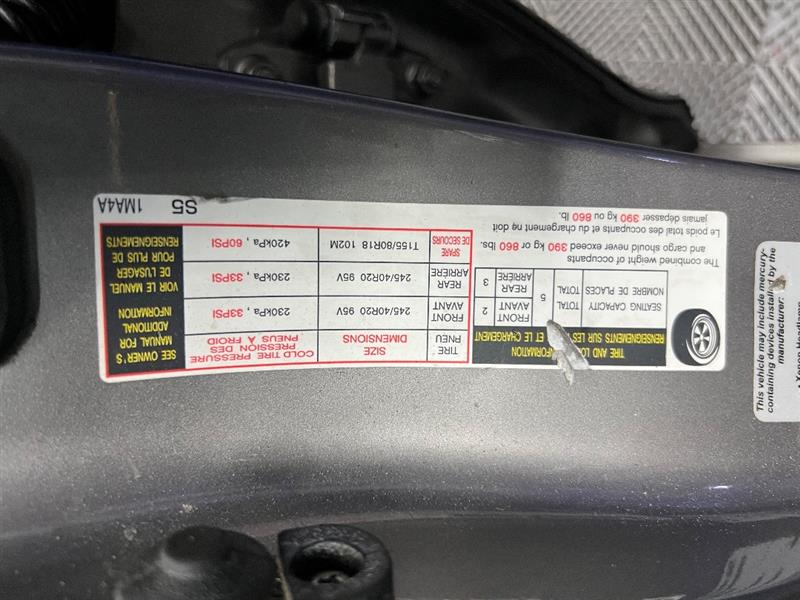 TIRE AND INFORMATION
RENSEIGNEMENTS SUR LES ET LE CHARGEMENT
SEATING CAPACITY
NOMBRE DE PLACES
TOTAL
TOTAL
5
FRONT
AVANT
2
REAR
ARRIÈRE
3
The combined weight of occupants
and cargo should never exceed 390 kg or 860 lbs.
Le poids total des occupants et du chargement ne doit
jamais dépasser 390 kg ou 860 lb.
TIRE
PNEU
SIZE
DIMENSIONS
COLD TIRE PRESSURE
PRESSION DES
PNEUS À FROID
FRONT
AVANT
245/40R20 95V
230kPa , 33PSI
REAR
ARRIÈRE
245/40R20 95V
230kPa , 33PSI
SPARE
DE SECOURS
T155/80R18 102M
420kPa , 60PSI
SEE OWNER'S
MANUAL FOR
ADDITIONAL
INFORMATION
VOIR LE MANUEL
DE L'USAGER
POUR PLUS DE
RENSEIGNEMENTS
S5 1MA4A
This vehicle may include mercury-
containing devices installed by the
manufacturer:
• Xenon Headlamp